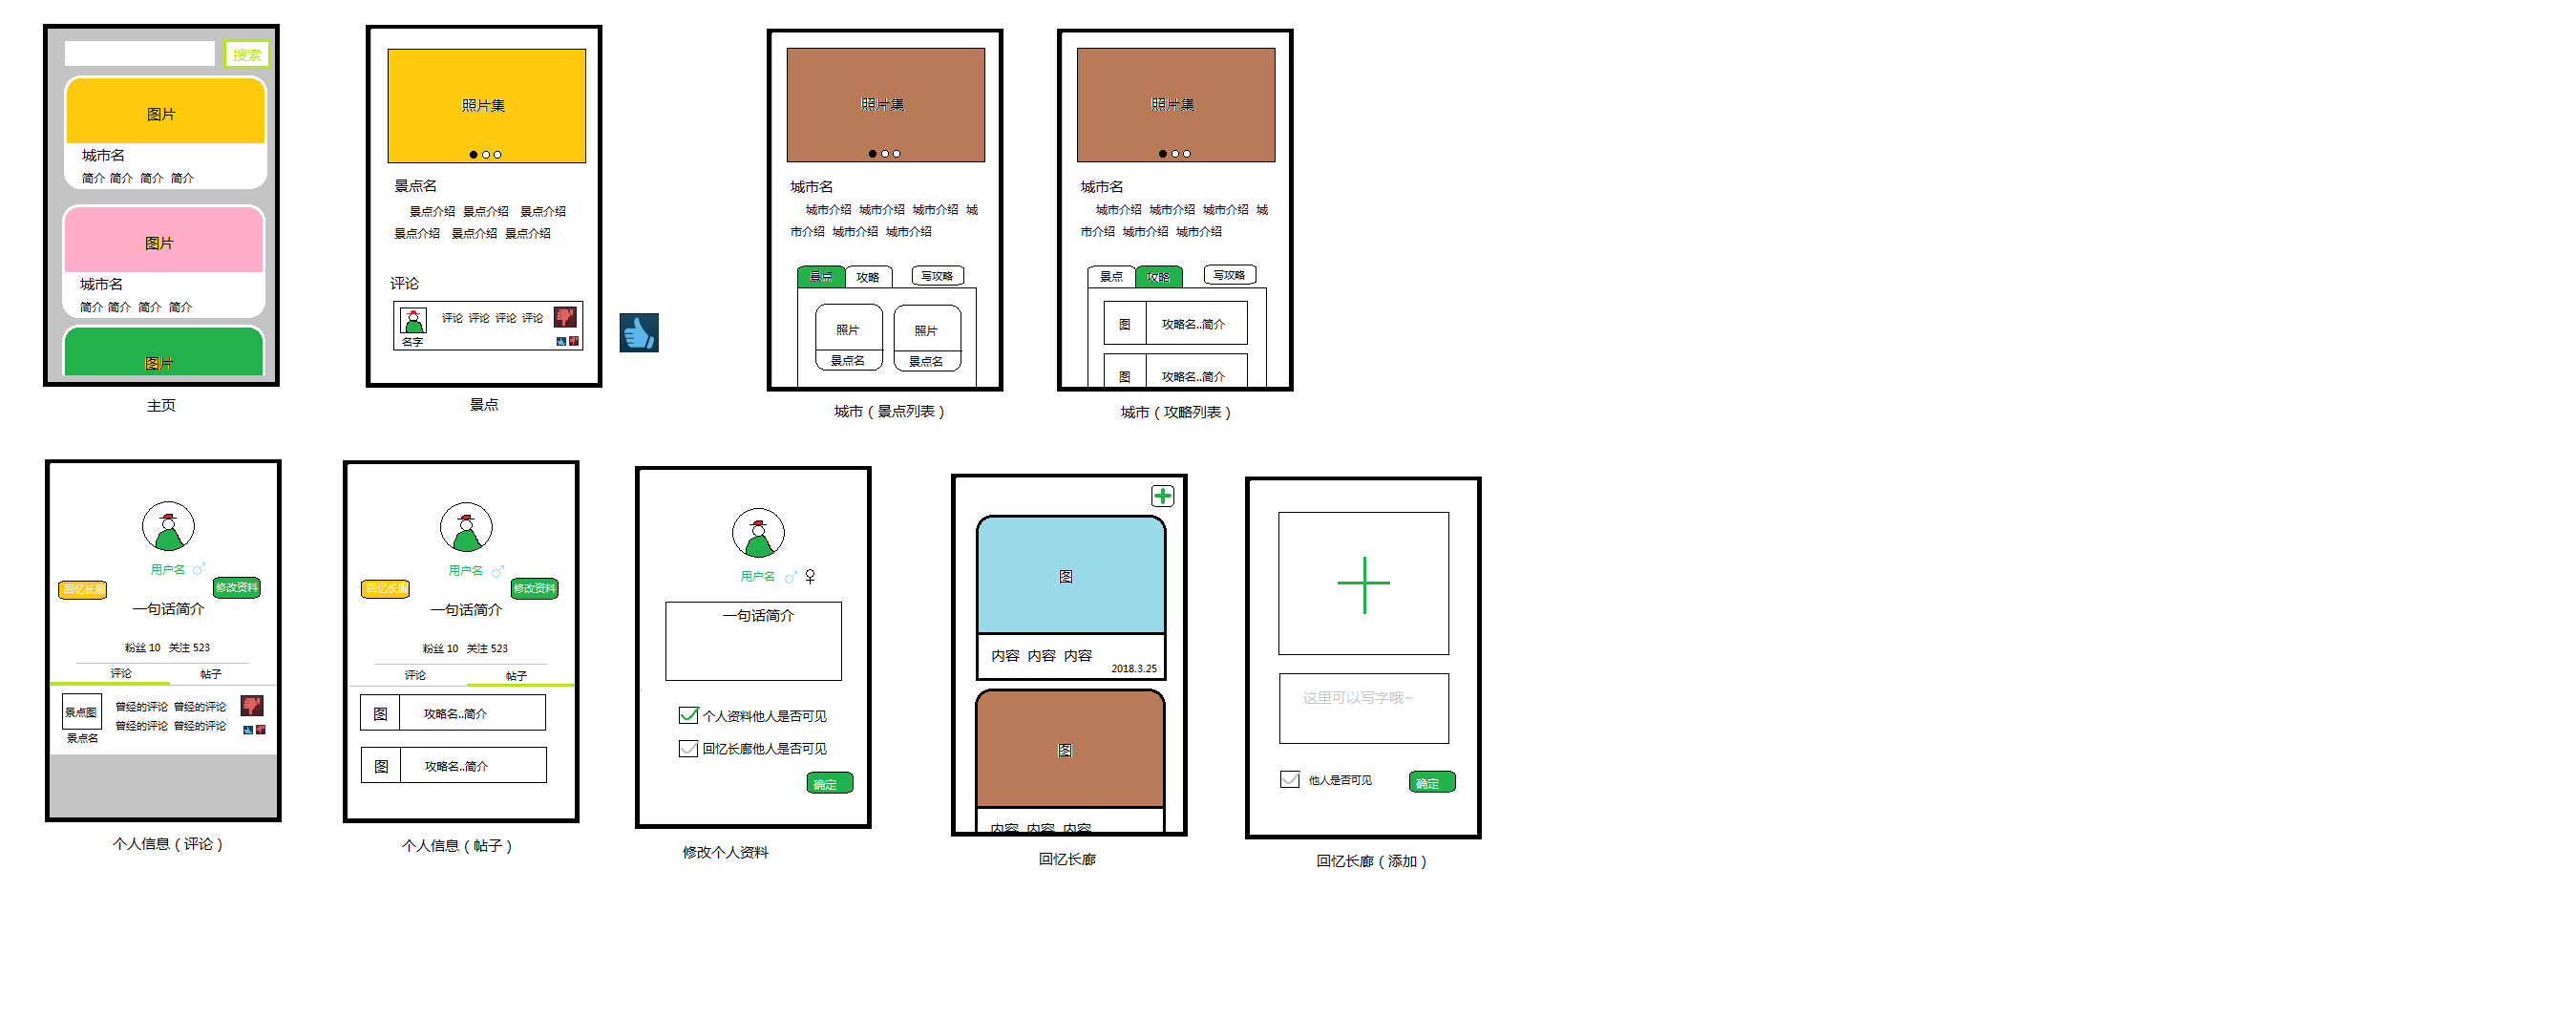 搜索
图片
城市名
简介 简介 简介 简介
图片
城市名
简介 简介 简介 简介
图片
主页
照片集
景点名
景点介绍 景点介绍 景点介绍
景点介绍 景点介绍 景点介绍
评论
评论 评论 评论 评论
名字
景点
照片集
城市名
城市介绍 城市介绍 城市介绍 城
市介绍 城市介绍 城市介绍
景点 攻略 写攻略
照片 照片
景点名 景点名
城市（景点列表）
照片集
城市名
城市介绍 城市介绍 城市介绍 城
市介绍 城市介绍 城市介绍
景点 攻略 写攻略
图 攻略名..简介
图 攻略名..简介
城市（攻略列表）
用户名 ♂
回忆长廊 修改资料
一句话简介
粉丝 10 关注 523
评论 帖子
景点图 曾经的评论 曾经的评论
曾经的评论 曾经的评论
景点名
个人信息（评论）
用户名 ♂
回忆长廊 修改资料
一句话简介
粉丝 10 关注 523
评论 帖子
图 攻略名..简介
图 攻略名..简介
个人信息（帖子）
用户名 ♂ ♀
一句话简介
个人资料他人是否可见
回忆长廊他人是否可见
确定
修改个人资料
图
内容 内容 内容
2018.3.25
图
内容 内容 内容
回忆长廊
这里可以写字哦~
他人是否可见 确定
回忆长廊（添加）